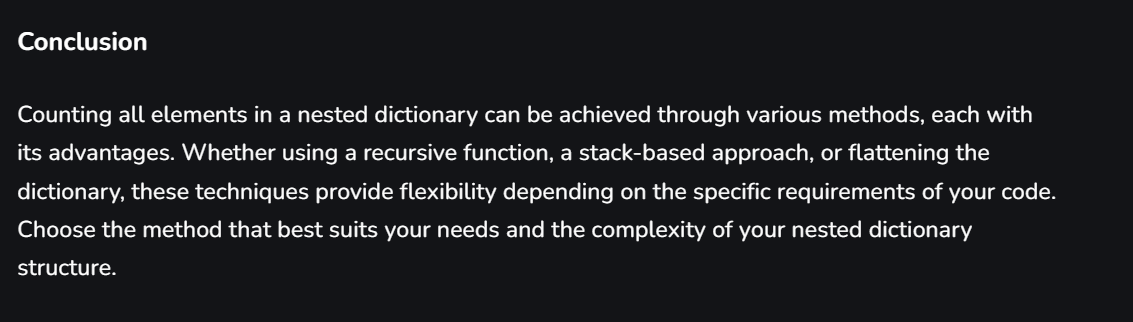 Conclusion
Counting all elements in a nested dictionary can be achieved through various methods, each with
its advantages. Whether using a recursive function, a stack-based approach, or flattening the
dictionary, these techniques provide flexibility depending on the specific requirements of your code.
Choose the method that best suits your needs and the complexity of your nested dictionary
structure.